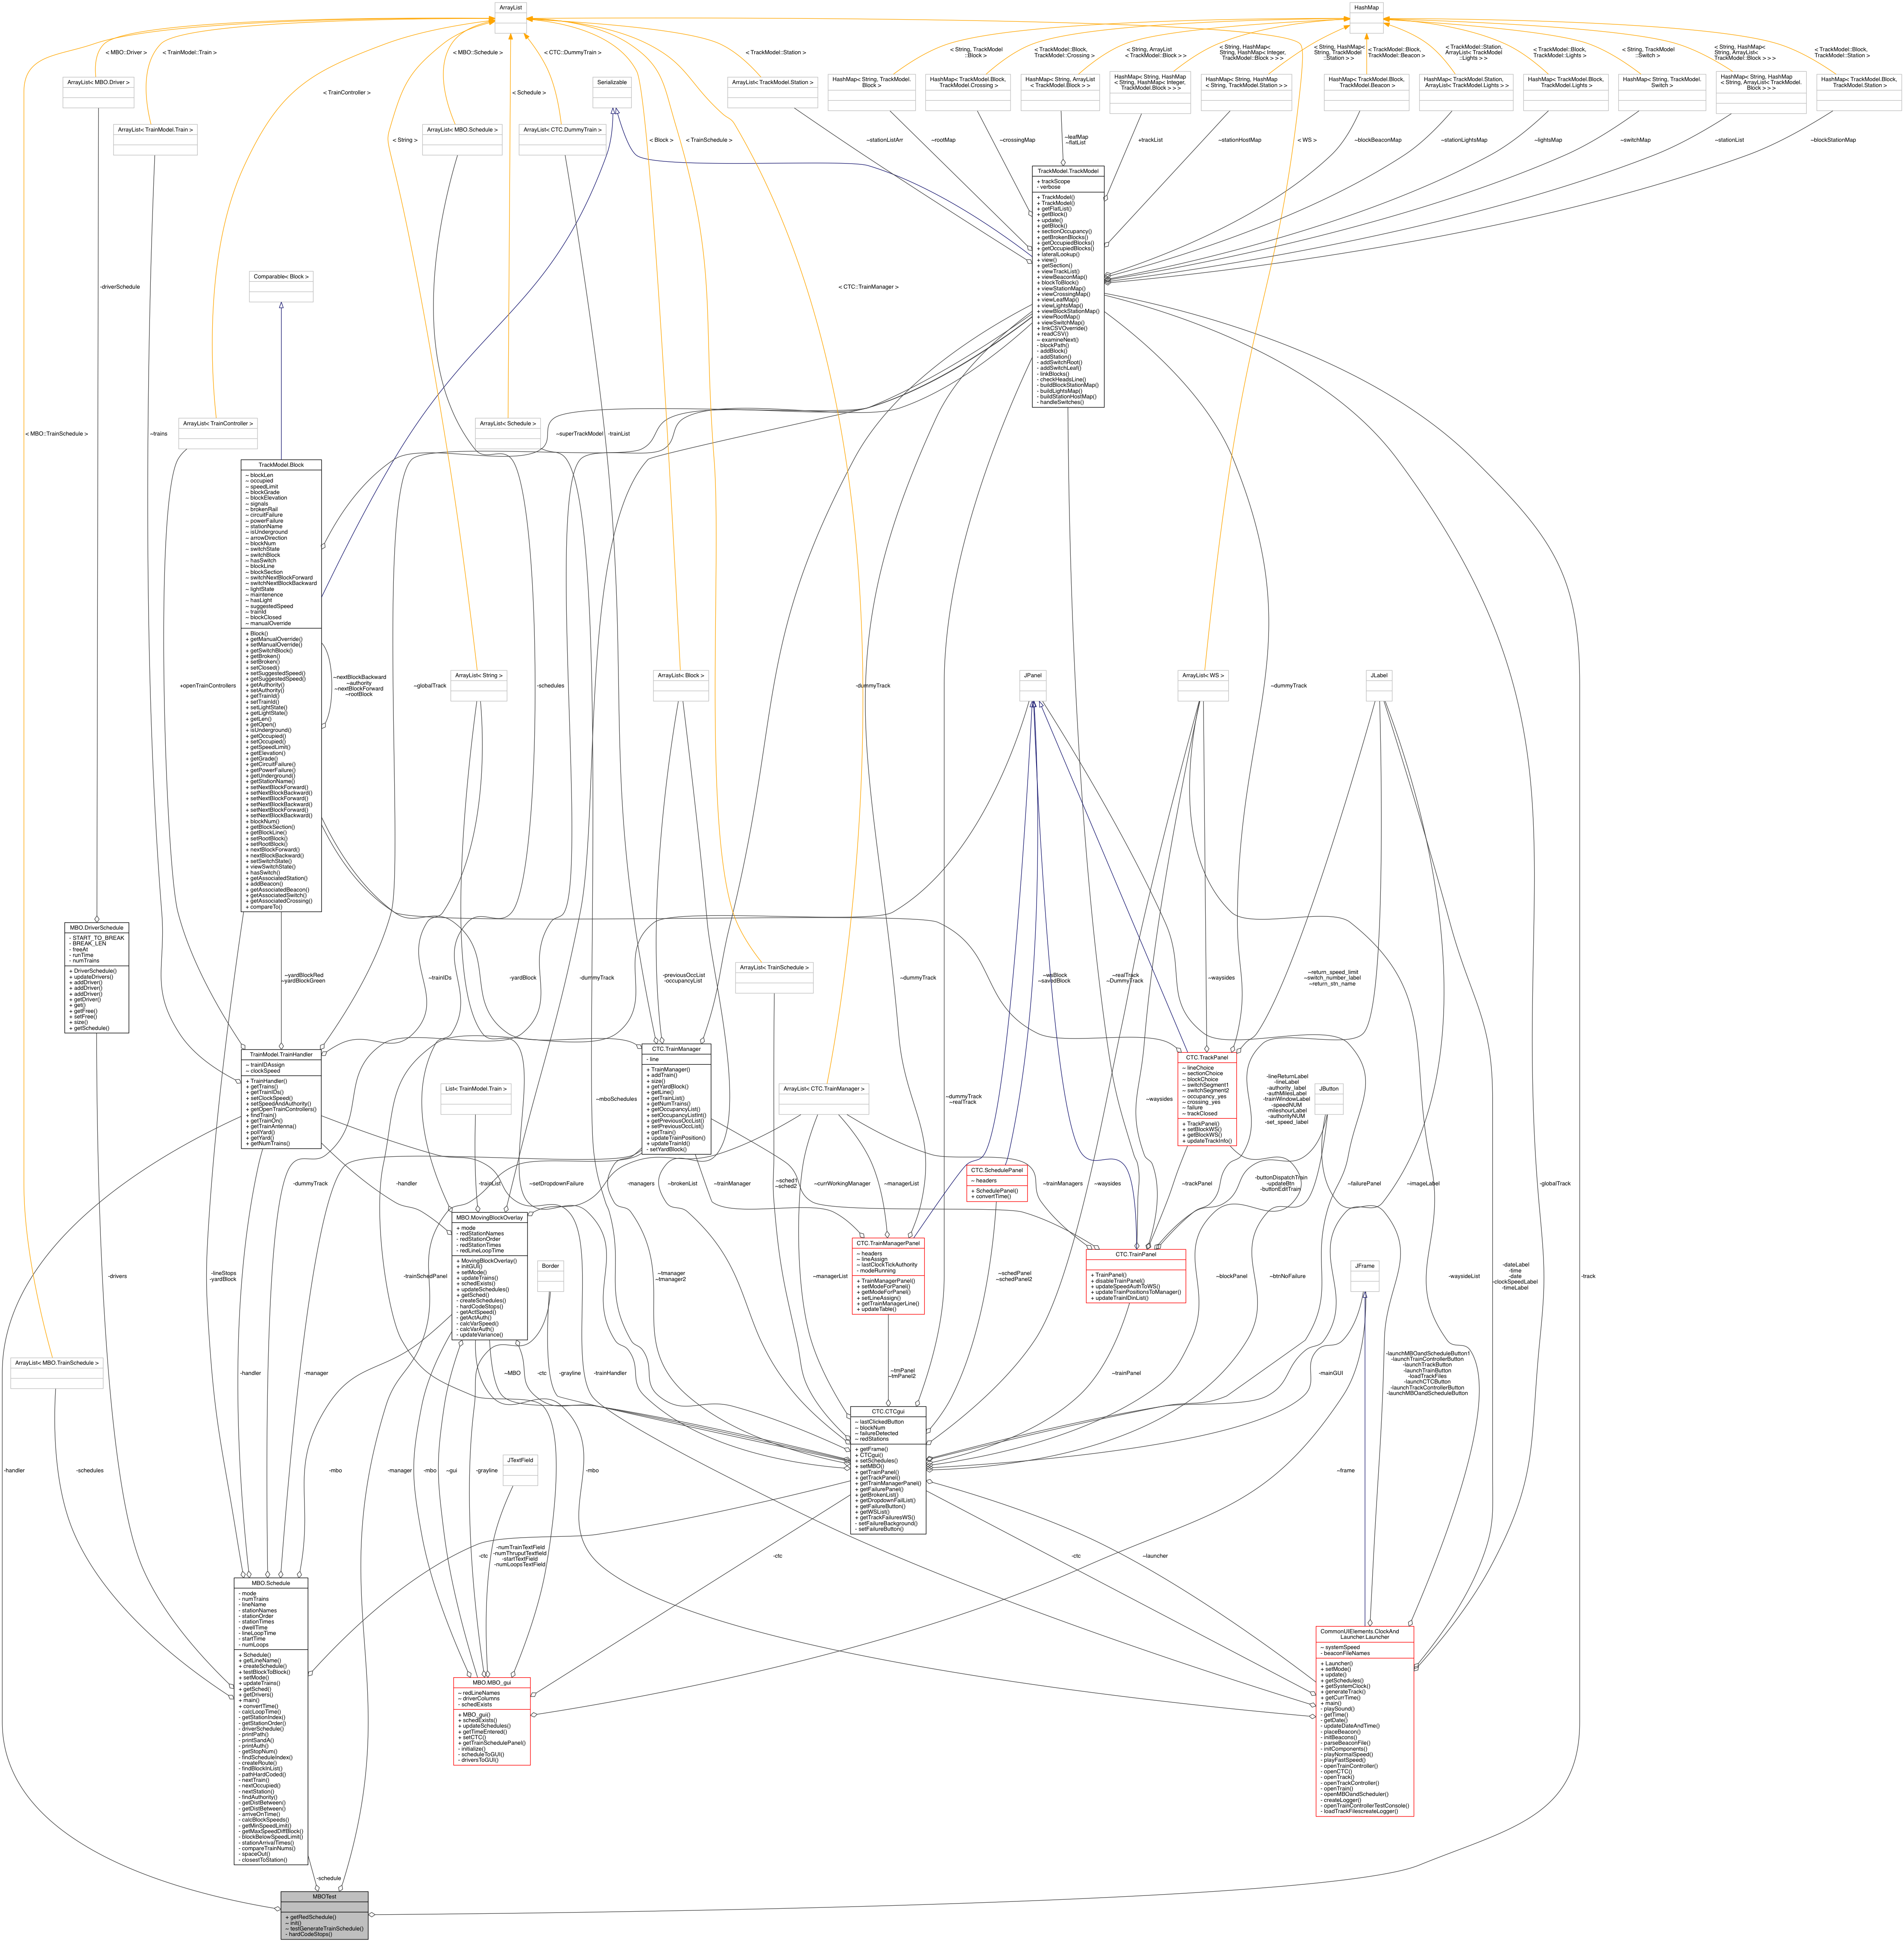 ArrayList
HashMap
< MBO::Driver >
< TrainModel::Train >
< MBO::Schedule >
< CTC::DummyTrain >
< TrackModel::Station >
< String, TrackModel
::Block >
< TrackModel::Block,
TrackModel::Crossing >
< String, ArrayList
< TrackModel::Block > >
< String, HashMap<
String, HashMap< Integer,
TrackModel::Block > > >
< String, HashMap<
String, TrackModel
::Station > >
< TrackModel::Block,
TrackModel::Beacon >
< TrackModel::Station,
ArrayList< TrackModel
::Lights > >
< TrackModel::Block,
TrackModel::Lights >
< String, TrackModel
::Switch >
< String, HashMap<
String, ArrayList<
TrackModel::Block > > >
< TrackModel::Block,
TrackModel::Station >
ArrayList< MBO.Driver >
< TrainController >
< Schedule >
Serializable
ArrayList< TrackModel.Station >
HashMap< String, TrackModel.
Block >
HashMap< TrackModel.Block,
TrackModel.Crossing >
HashMap< String, ArrayList
< TrackModel.Block > >
HashMap< String, HashMap
< String, HashMap< Integer,
TrackModel.Block > > >
HashMap< String, HashMap
< String, TrackModel.Station > >
HashMap< TrackModel.Block,
TrackModel.Beacon >
HashMap< TrackModel.Station,
ArrayList< TrackModel.Lights > >
HashMap< TrackModel.Block,
TrackModel.Lights >
HashMap< String, TrackModel.
Switch >
HashMap< String, HashMap
< String, ArrayList< TrackModel.
Block > > >
HashMap< TrackModel.Block,
TrackModel.Station >
ArrayList< TrainModel.Train >
< String >
ArrayList< MBO.Schedule >
ArrayList< CTC.DummyTrain >
< Block >
< TrainSchedule >
~stationListArr
~rootMap
~crossingMap
~leafMap
~flatList
+trackList
~stationHostMap
< WS >
~blockBeaconMap
~stationLightsMap
~lightsMap
~switchMap
~stationList
~blockStationMap
TrackModel.TrackModel
+ trackScope
- verbose
+ TrackModel()
+ TrackModel()
+ getFlatList()
+ getBlock()
+ update()
+ getBlock()
+ sectionOccupancy()
+ getBrokenBlocks()
+ getOccupiedBlocks()
+ getOccupiedBlocks()
+ lateralLookup()
+ view()
+ getSection()
+ viewTrackList()
+ viewBeaconMap()
+ blockToBlock()
+ viewStationMap()
+ viewCrossingMap()
+ viewLeafMap()
+ viewLightsMap()
+ viewBlockStationMap()
+ viewRootMap()
+ viewSwitchMap()
+ linkCSVOverride()
+ readCSV()
~ examineNext()
- blockPath()
- addBlock()
- addStation()
- addSwitchRoot()
- addSwitchLeaf()
- linkBlocks()
- checkHeadsLine()
- buildBlockStationMap()
- buildLightsMap()
- buildStationHostMap()
- handleSwitches()
Comparable< Block >
-driverSchedule
< CTC::TrainManager >
ArrayList< TrainController >
ArrayList< Schedule >
< MBO::TrainSchedule >
~trains
~superTrackModel
-trainList
TrackModel.Block
~ blockLen
~ occupied
~ speedLimit
~ blockGrade
~ blockElevation
~ signals
~ brokenRail
~ circuitFailure
~ powerFailure
~ stationName
~ isUnderground
~ arrowDirection
~ blockNum
~ switchState
~ switchBlock
~ hasSwitch
~ blockLine
~ blockSection
~ switchNextBlockForward
~ switchNextBlockBackward
~ lightState
~ maintenence
~ hasLight
~ suggestedSpeed
~ trainId
~ blockClosed
~ manualOverride
+ Block()
+ getManualOverride()
+ setManualOverride()
+ getSwitchBlock()
+ getBroken()
+ setBroken()
+ setClosed()
+ setSuggestedSpeed()
+ getSuggestedSpeed()
+ getAuthority()
+ setAuthority()
+ getTrainId()
+ setTrainId()
+ setLightState()
+ getLightState()
+ getLen()
+ getOpen()
+ isUnderground()
+ getOccupied()
+ setOccupied()
+ getSpeedLimit()
+ getElevation()
+ getGrade()
+ getCircuitFailure()
+ getPowerFailure()
+ getUnderground()
+ getStationName()
+ setNextBlockForward()
+ setNextBlockBackward()
+ setNextBlockForward()
+ setNextBlockBackward()
+ setNextBlockForward()
+ setNextBlockBackward()
+ blockNum()
+ getBlockSection()
+ getBlockLine()
+ setRootBlock()
+ setRootBlock()
+ nextBlockForward()
+ nextBlockBackward()
+ setSwitchState()
+ viewSwitchState()
+ hasSwitch()
+ getAssociatedStation()
+ addBeacon()
+ getAssociatedBeacon()
+ getAssociatedSwitch()
+ getAssociatedCrossing()
+ compareTo()
+openTrainControllers
~nextBlockBackward
~authority
~nextBlockForward
~rootBlock
~globalTrack
ArrayList< String >
-schedules
ArrayList< Block >
-dummyTrack
~dummyTrack
JPanel
ArrayList< WS >
~dummyTrack
JLabel
MBO.DriverSchedule
- START_TO_BREAK
- BREAK_LEN
- freeAt
- runTime
- numTrains
+ DriverSchedule()
+ updateDrivers()
+ addDriver()
+ addDriver()
+ addDriver()
+ getDriver()
+ get()
+ getFree()
+ setFree()
+ size()
+ getSchedule()
~yardBlockRed
~yardBlockGreen
~trainIDs
-yardBlock
-dummyTrack
-previousOccList
-occupancyList
ArrayList< TrainSchedule >
~dummyTrack
~wsBlock
~savedBlock
~realTrack
~DummyTrack
~waysides
~return_speed_limit
~switch_number_label
~return_stn_name
TrainModel.TrainHandler
~ trainIDAssign
~ clockSpeed
+ TrainHandler()
+ getTrains()
+ getTrainIDs()
+ setClockSpeed()
+ setSpeedAndAuthority()
+ getOpenTrainControllers()
+ findTrain()
+ getTrainOn()
+ getTrainAntenna()
+ pollYard()
+ getYard()
+ getNumTrains()
List< TrainModel.Train >
~mboSchedules
CTC.TrainManager
- line
+ TrainManager()
+ addTrain()
+ size()
+ getYardBlock()
+ getLine()
+ getTrainList()
+ getNumTrains()
+ getOccupancyList()
+ setOccupancyListInt()
+ getPreviousOccList()
+ setPreviousOccList()
+ getTrain()
+ updateTrainPosition()
+ updateTrainId()
- setYardBlock()
ArrayList< CTC.TrainManager >
~dummyTrack
~realTrack
~waysides
CTC.TrackPanel
~ lineChoice
~ sectionChoice
~ blockChoice
~ switchSegment1
~ switchSegment2
~ occupancy_yes
~ crossing_yes
~ failure
~ trackClosed
+ TrackPanel()
+ setBlockWS()
+ getBlockWS()
+ updateTrackInfo()
-lineReturnLabel
-lineLabel
-authority_label
-authMilesLabel
-trainWindowLabel
-speedNUM
-mileshourLabel
-authorityNUM
-set_speed_label
JButton
-drivers
-dummyTrack
-handler
-trainList
~setDropdownFailure
-managers
~brokenList
~trainManager
~sched1
~sched2
~currWorkingManager
~managerList
CTC.SchedulePanel
~ headers
+ SchedulePanel()
+ convertTime()
~trainManagers
~waysides
~trackPanel
-buttonDispatchTrain
-updateBtn
-buttonEditTrain
~failurePanel
~imageLabel
-globalTrack
MBO.MovingBlockOverlay
+ mode
- redStationNames
- redStationOrder
- redStationTimes
- redLineLoopTime
+ MovingBlockOverlay()
+ initGUI()
+ setMode()
+ updateTrains()
+ schedExists()
+ updateSchedules()
+ getSched()
- createSchedules()
- hardCodeStops()
- getActSpeed()
- getActAuth()
- calcVarSpeed()
- calcVarAuth()
- updateVariance()
Border
-lineStops
-yardBlock
~trainSchedPanel
~tmanager
~tmanager2
~managerList
CTC.TrainManagerPanel
~ headers
~ lineAssign
~ lastClockTickAuthority
- modeRunning
+ TrainManagerPanel()
+ setModeForPanel()
+ getModeForPanel()
+ setLineAssign()
+ getTrainManagerLine()
+ updateTable()
~schedPanel
~schedPanel2
CTC.TrainPanel
+ TrainPanel()
+ disableTrainPanel()
+ updateSpeedAuthToWS()
+ updateTrainPositionsToManager()
+ updateTrainIDinList()
~blockPanel
~btnNoFailure
JFrame
-waysideList
-dateLabel
-time
-date
-clockSpeedLabel
-timeLabel
-track
ArrayList< MBO.TrainSchedule >
-handler
-manager
~MBO
-ctc
-grayline
-trainHandler
~tmPanel
~tmPanel2
~trainPanel
-mainGUI
-launchMBOandScheduleButton1
-launchTrainControllerButton
-launchTrackButton
-launchTrainButton
-loadTrackFiles
-launchCTCButton
-launchTrackControllerButton
-launchMBOandScheduleButton
CTC.CTCgui
~ lastClickedButton
~ blockNum
~ failureDetected
~ redStations
+ getFrame()
+ CTCgui()
+ setSchedules()
+ setMBO()
+ getTrainPanel()
+ getTrackPanel()
+ getTrainManagerPanel()
+ getFailurePanel()
+ getBrokenList()
+ getDropdownFailList()
+ getFailureButton()
+ getWSList()
+ getTrackFailuresWS()
- setFailureBackground()
- setFailureButton()
-handler
-schedules
-mbo
-manager
-mbo
~gui
-grayline
JTextField
-mbo
~frame
-ctc
-numTrainTextField
-numThruputTextfield
-startTextField
-numLoopsTextField
-ctc
~launcher
-ctc
MBO.Schedule
- mode
- numTrains
- lineName
- stationNames
- stationOrder
- stationTimes
- dwellTime
- lineLoopTime
- startTime
- numLoops
+ Schedule()
+ getLineName()
+ createSchedule()
+ testBlockToBlock()
+ setMode()
+ updateTrains()
+ getSched()
+ getDrivers()
+ main()
+ convertTime()
- calcLoopTime()
- getStationIndex()
- getStationOrder()
- driverSchedule()
- printPath()
- printSandA()
- printAuth()
- getStopNum()
- findScheduleIndex()
- createRoute()
- findBlockInList()
- pathHardCoded()
- nextTrain()
- nextOccupied()
- nextStation()
- findAuthority()
- getDistBetween()
- getDistBetween()
- arriveOnTime()
- calcBlockSpeeds()
- getMinSpeedLimit()
- getMaxSpeedDiffBlock()
- blockBelowSpeedLimit()
- stationArrivalTimes()
- compareTrainNums()
- spaceOut()
- closestToStation()
MBO.MBO_gui
~ redLineNames
~ driverColumns
- schedExists
+ MBO_gui()
+ schedExists()
+ updateSchedules()
+ getTimeEntered()
+ setCTC()
+ getTrainSchedulePanel()
- initialize()
- scheduleToGUI()
- driversToGUI()
CommonUIElements.ClockAnd
Launcher.Launcher
~ systemSpeed
- beaconFileNames
+ Launcher()
+ setMode()
+ update()
+ getSchedules()
+ getSystemClock()
+ generateTrack()
+ getCurrTime()
+ main()
- playSound()
- getTime()
- getDate()
- updateDateAndTime()
- placeBeacon()
- initBeacons()
- parseBeaconFile()
- initComponents()
- playNormalSpeed()
- playFastSpeed()
- openTrainController()
- openCTC()
- openTrack()
- openTrackController()
- openTrain()
- openMBOandScheduler()
- createLogger()
- openTrainControllerTestConsole()
- loadTrackFilescreateLogger()
-schedule
MBOTest
+ getRedSchedule()
~ init()
~ testGenerateTrainSchedule()
- hardCodeStops()